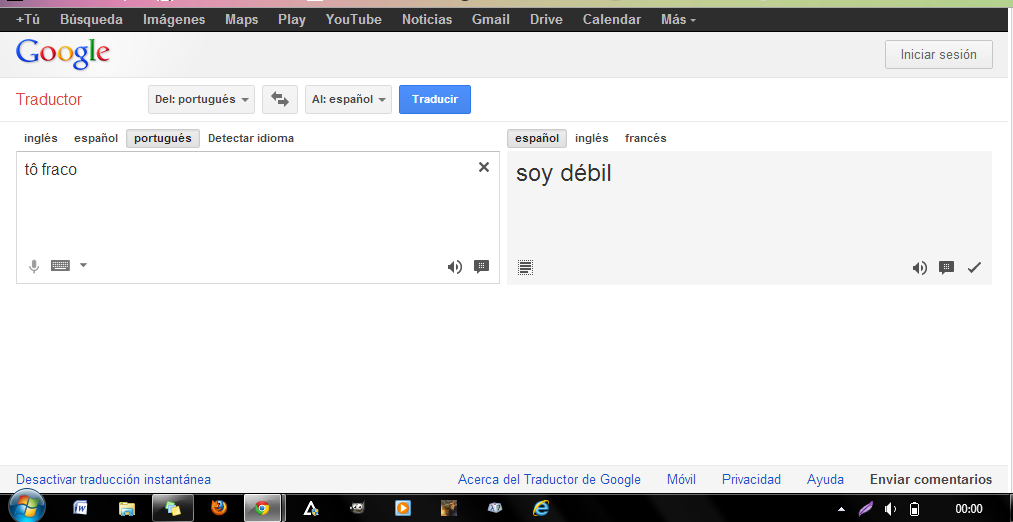 +Tú Búsqueda Imágenes Maps Play YouTube Noticias Gmail Drive Calendar Más
Google Iniciar sesión
Traductor Del: portugués Al: español Traducir
inglés español portugués Detectar idioma español inglés francés
tô fraco soy débil
Desactivar traducción instantánea Acerca del Traductor de Google Móvil Privacidad Ayuda Enviar comentarios
00:00